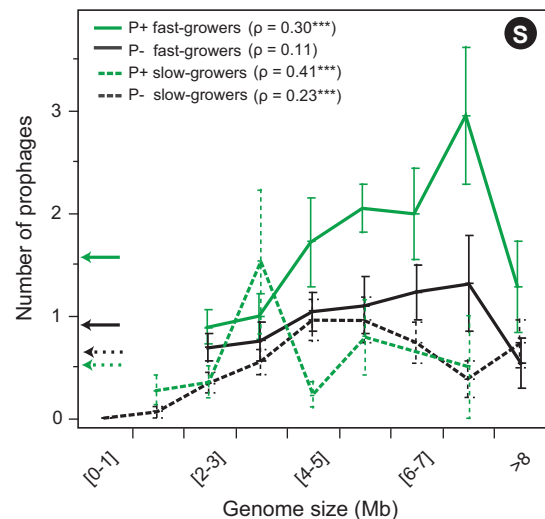 P+ fast-growers (ρ = 0.30***)
S
P- fast-growers (ρ = 0.11)
P+ slow-growers (ρ = 0.41***)
P- slow-growers (ρ = 0.23***)
Number of prophages
3
2
1
0
[0-1]
[2-3]
[4-5]
[6-7]
>8
Genome size (Mb)